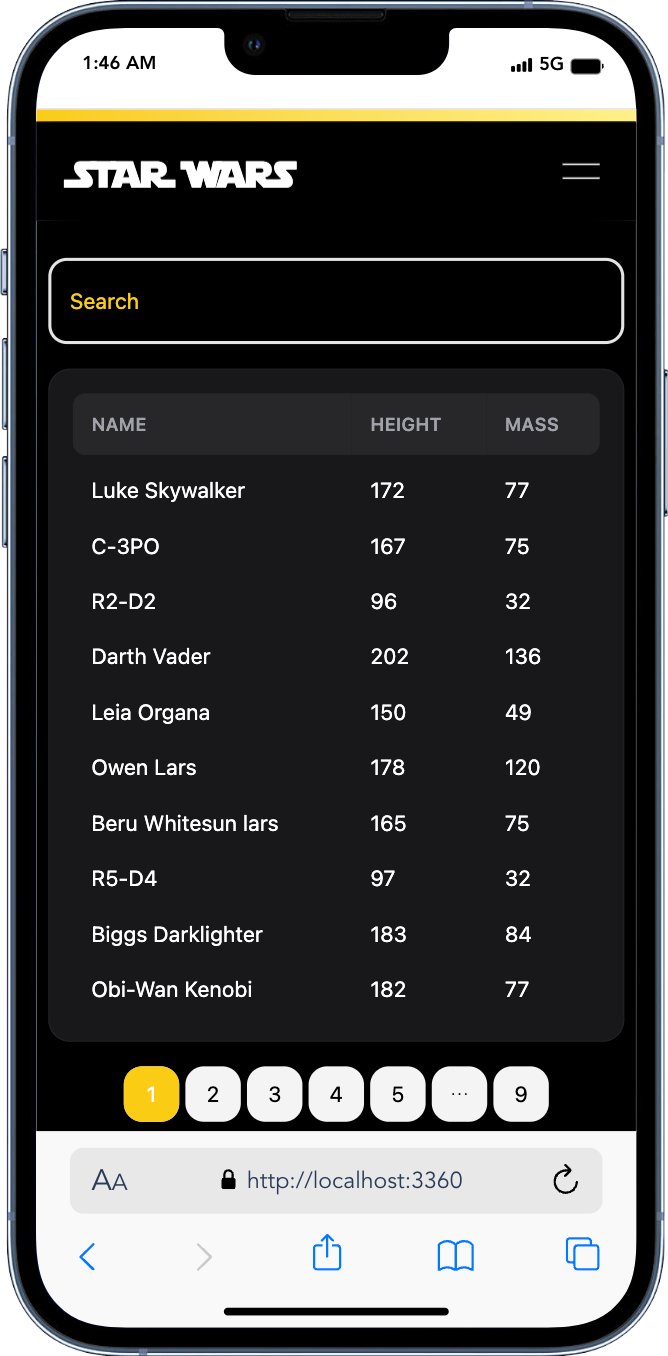 1:46 AM 5G
STAR WARS
Search
NAME HEIGHT MASS
Luke Skywalker 172 77
C-3PO 167 75
R2-D2 96 32
Darth Vader 202 136
Leia Organa 150 49
Owen Lars 178 120
Beru Whitesun lars 165 75
R5-D4 97 32
Biggs Darklighter 183 84
Obi-Wan Kenobi 182 77
1 2 3 4 5 ... 9
AA http://localhost:3360